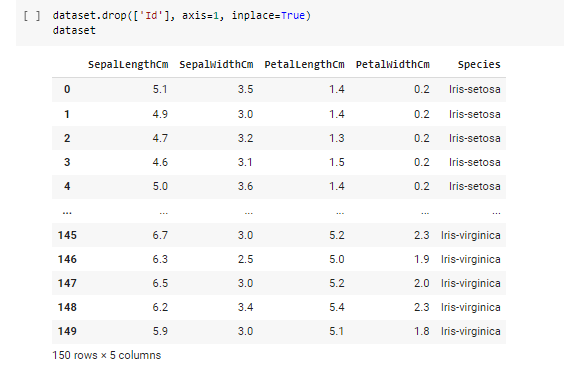 [ ] dataset.drop(['Id'], axis=1, inplace=True)
dataset
SepalLengthCm SepalWidthCm PetalLengthCm PetalWidthCm Species
0 5.1 3.5 1.4 0.2 Iris-setosa
1 4.9 3.0 1.4 0.2 Iris-setosa
2 4.7 3.2 1.3 0.2 Iris-setosa
3 4.6 3.1 1.5 0.2 Iris-setosa
4 5.0 3.6 1.4 0.2 Iris-setosa
... ... ... ... ... ...
145 6.7 3.0 5.2 2.3 Iris-virginica
146 6.3 2.5 5.0 1.9 Iris-virginica
147 6.5 3.0 5.2 2.0 Iris-virginica
148 6.2 3.4 5.4 2.3 Iris-virginica
149 5.9 3.0 5.1 1.8 Iris-virginica
150 rows × 5 columns